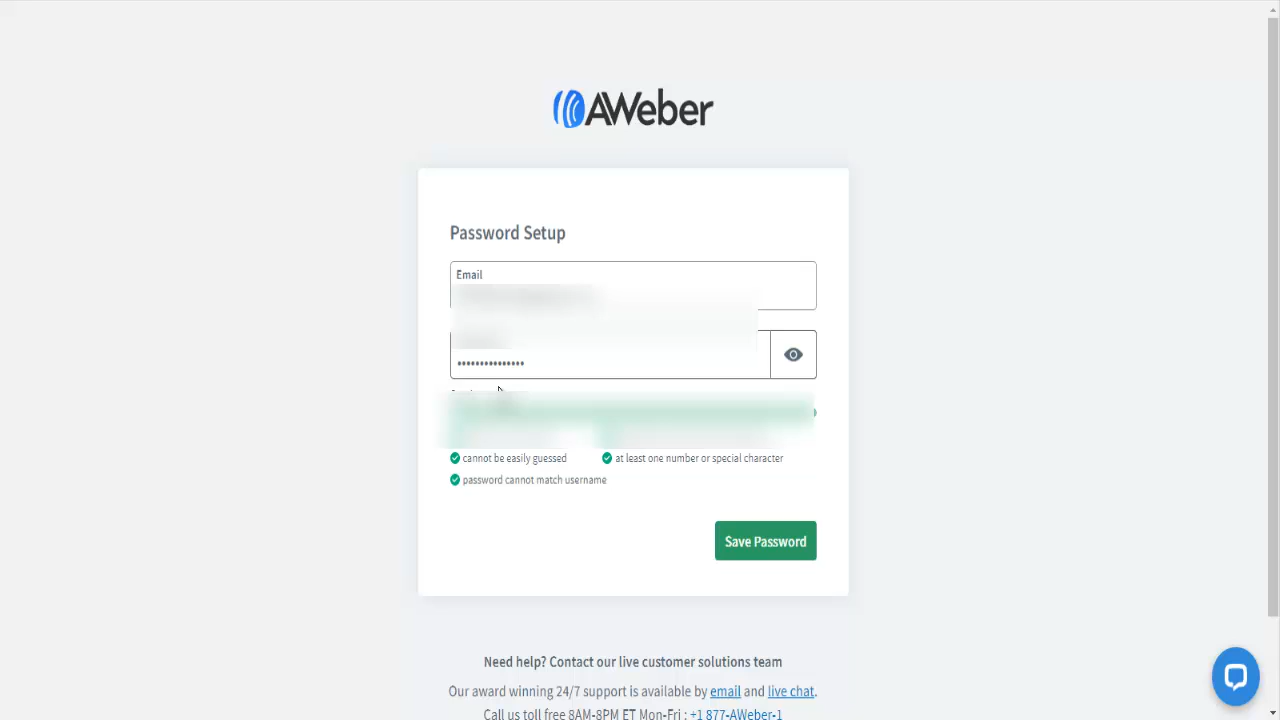 AWeber
Password Setup
Email
••••••••••••••
cannot be easily guessed
at least one number or special character
password cannot match username
Save Password
Need help? Contact our live customer solutions team
Our award winning 24/7 support is available by email and live chat.
Call us toll free 8AM-8PM ET Mon-Fri : +1 877-AWeber-1